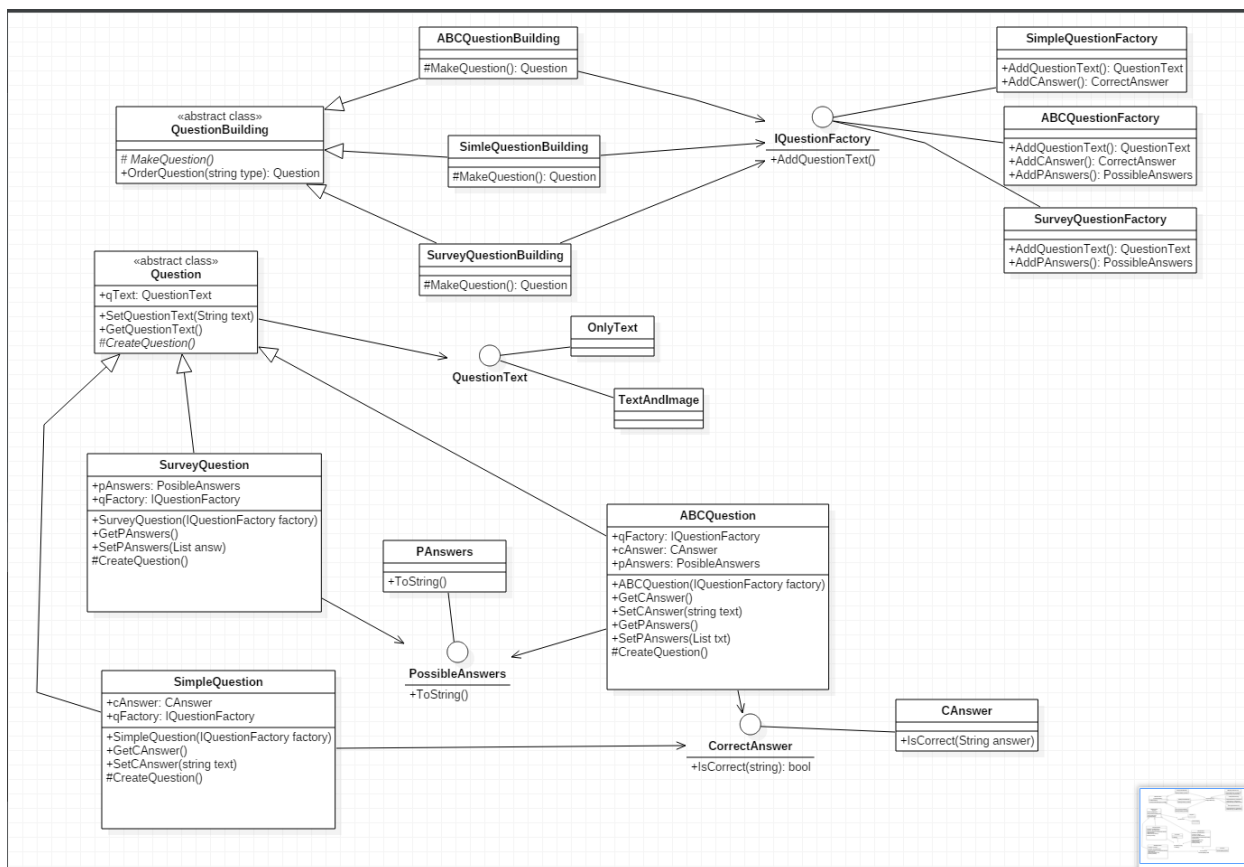 ABCQuestionBuilding
#MakeQuestion(): Question
SimpleQuestionFactory
+AddQuestionText(): QuestionText
+AddCAnswer(): CorrectAnswer
«abstract class»
QuestionBuilding
# MakeQuestion()
+OrderQuestion(string type): Question
SimleQuestionBuilding
#MakeQuestion(): Question
IQuestionFactory
+AddQuestionText()
ABCQuestionFactory
+AddQuestionText(): QuestionText
+AddCAnswer(): CorrectAnswer
+AddPAnswers(): PossibleAnswers
SurveyQuestionFactory
+AddQuestionText(): QuestionText
+AddPAnswers(): PossibleAnswers
SurveyQuestionBuilding
#MakeQuestion(): Question
«abstract class»
Question
+qText: QuestionText
+SetQuestionText(String text)
+GetQuestionText()
#CreateQuestion()
OnlyText
QuestionText
TextAndImage
SurveyQuestion
+pAnswers: PosibleAnswers
+qFactory: IQuestionFactory
+SurveyQuestion(IQuestionFactory factory)
+GetPAnswers()
+SetPAnswers(List answ)
#CreateQuestion()
PAnswers
+ToString()
PossibleAnswers
+ToString()
ABCQuestion
+qFactory: IQuestionFactory
+cAnswer: CAnswer
+pAnswers: PosibleAnswers
+ABCQuestion(IQuestionFactory factory)
+GetCAnswer()
+SetCAnswer(string text)
+GetPAnswers()
+SetPAnswers(List txt)
#CreateQuestion()
SimpleQuestion
+cAnswer: CAnswer
+qFactory: IQuestionFactory
+SimpleQuestion(IQuestionFactory factory)
+GetCAnswer()
+SetCAnswer(string text)
#CreateQuestion()
CorrectAnswer
+IsCorrect(string): bool
CAnswer
+IsCorrect(String answer)